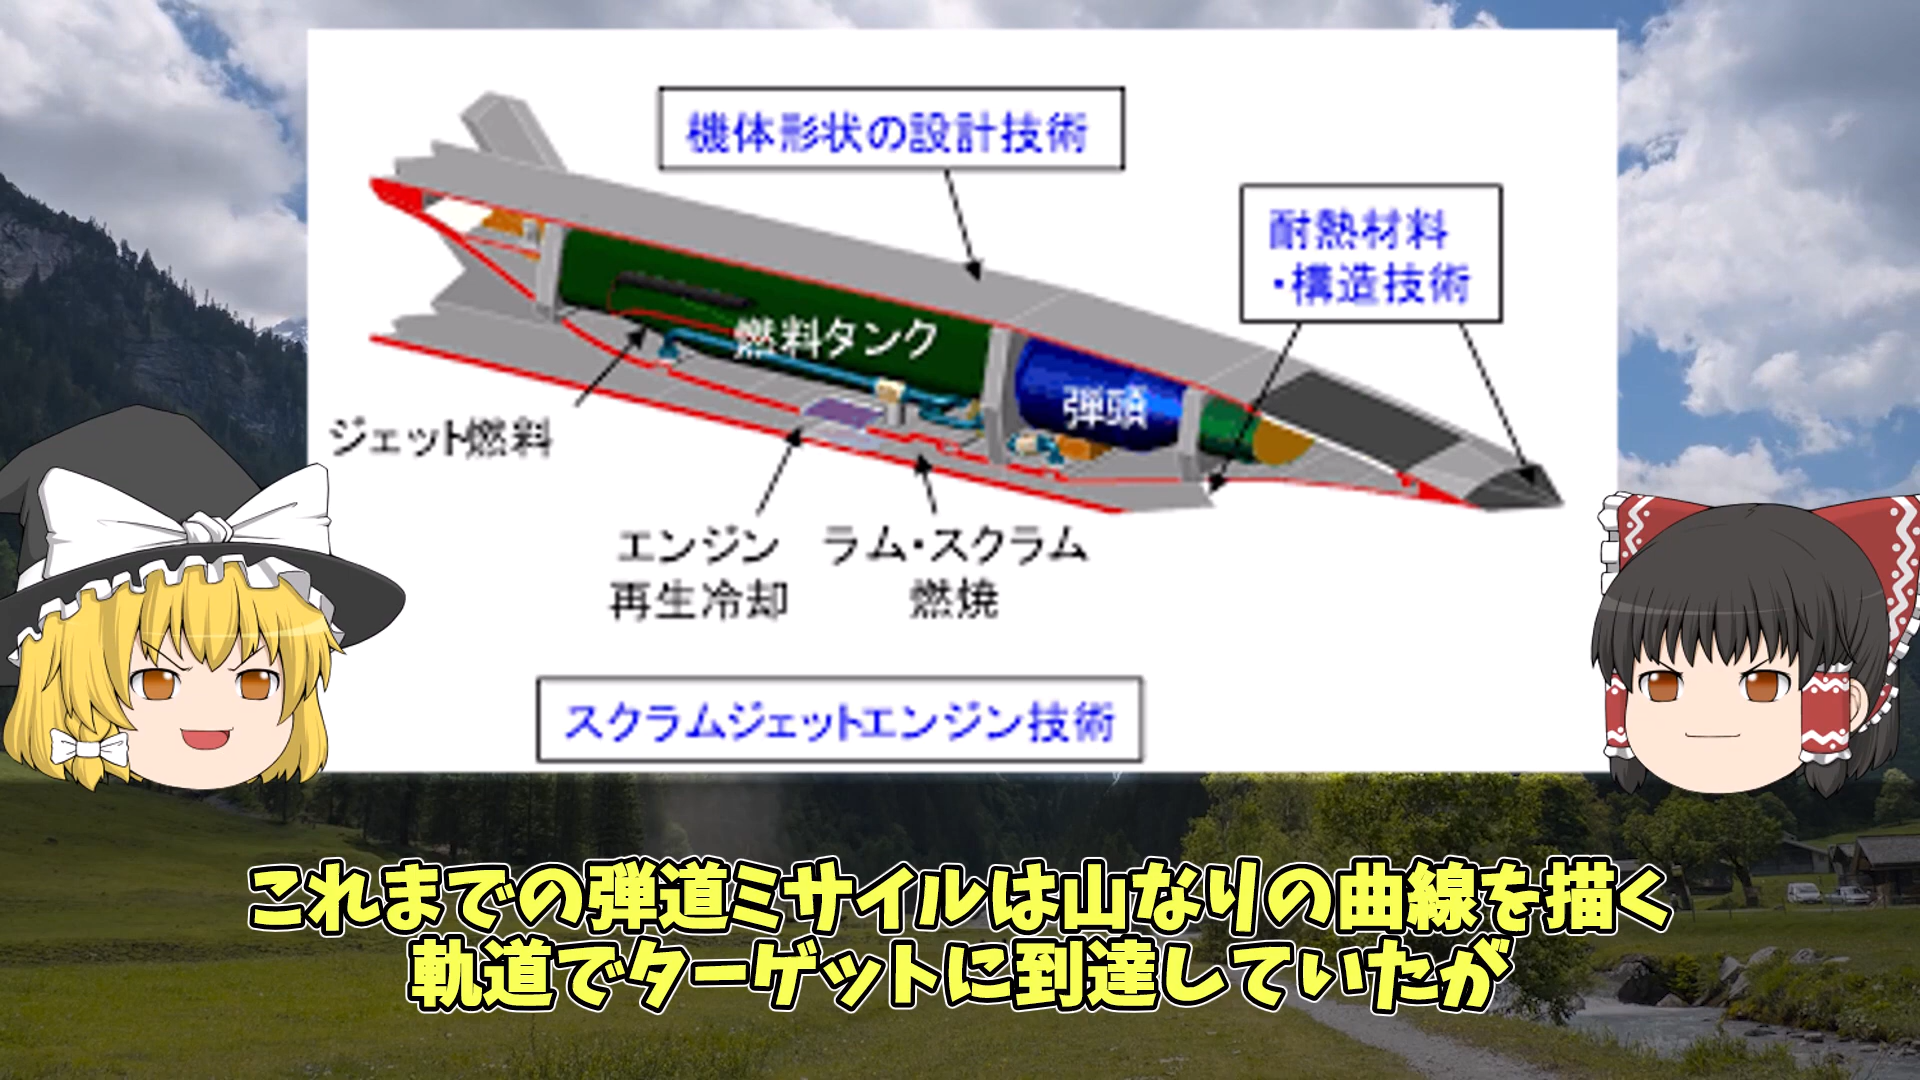 機体形状の設計技術
耐熱材料
・構造技術
燃料タンク
弾頭
ジェット燃料
エンジン
再生冷却
ラム・スクラム
燃焼
スクラムジェットエンジン技術
これまでの弾道ミサイルは山なりの曲線を描く
軌道でターゲットに到達していたが